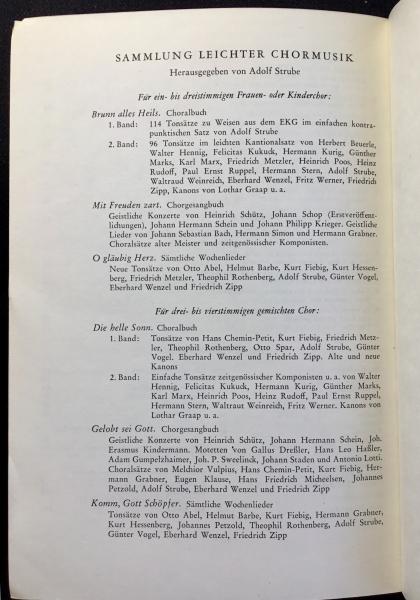 SAMMLUNG LEICHTER CHORMUSIK
Herausgegeben von Adolf Strube
Für ein- bis dreistimmigen Frauen- oder Kinderchor:
Brunn alles Heils. Choralbuch
1. Band: 114 Tonsätze zu Weisen aus dem EKG im einfachen kontra-
punktischen Satz von Adolf Strube
2. Band: 96 Tonsätze im leichten Kantionalsatz von Herbert Beuerle,
Walter Hennig, Felicitas Kukuck, Hermann Kurig, Günther
Marks, Karl Marx, Friedrich Metzler, Heinrich Poos, Heinz
Rudoff, Paul Ernst Ruppel, Hermann Stern, Adolf Strube,
Waltraud Weinreich, Eberhard Wenzel, Fritz Werner, Friedrich
Zipp, Kanons von Lothar Graap u. a.
Mit Freuden zart. Chorgesangbuch
Geistliche Konzerte von Heinrich Schütz, Johann Schop (Erstveröffent-
lichungen), Johann Hermann Schein und Johann Philipp Krieger. Geistliche
Lieder von Johann Sebastian Bach, Hermann Simon und Hermann Grabner.
Choralsätze alter Meister und zeitgenössischer Komponisten.
O gläubig Herz. Sämtliche Wochenlieder
Neue Tonsätze von Otto Abel, Helmut Barbe, Kurt Fiebig, Kurt Hessen-
berg, Friedrich Metzler, Theophil Rothenberg, Adolf Strube, Günter Vogel,
Eberhard Wenzel und Friedrich Zipp
Für drei- bis vierstimmigen gemischten Chor:
Die helle Sonn. Choralbuch
1. Band: Tonsätze von Hans Chemin-Petit, Kurt Fiebig, Friedrich Metz-
ler, Theophil Rothenberg, Otto Spar, Adolf Strube, Günter
Vogel. Eberhard Wenzel und Friedrich Zipp. Alte und neue
Kanons
2. Band: Einfache Tonsätze zeitgenössischer Komponisten u. a. von Walter
Hennig, Felicitas Kukuck, Hermann Kurig, Günther Marks,
Karl Marx, Heinrich Poos, Heinz Rudoff, Paul Ernst Ruppel,
Hermann Stern, Waltraut Weinreich, Fritz Werner. Kanons von
Lothar Graap u. a.
Gelobt sei Gott. Chorgesangbuch
Geistliche Konzerte von Heinrich Schütz, Johann Hermann Schein, Joh.
Erasmus Kindermann. Motetten von Gallus Dreßler, Hans Leo Haßler,
Adam Gumpelzhaimer, Joh. P. Sweelinck, Johann Staden und Antonio Lotti.
Choralsätze von Melchior Vulpius, Hans Chemin-Petit, Kurt Fiebig, Her-
mann Grabner, Eugen Klause, Hans Friedrich Micheelsen, Johannes
Petzold, Adolf Strube, Eberhard Wenzel und Friedrich Zipp
Komm, Gott Schöpfer. Sämtliche Wochenlieder
Tonsätze von Otto Abel, Helmut Barbe, Kurt Fiebig, Hermann Grabner,
Kurt Hessenberg, Johannes Petzold, Theophil Rothenberg, Adolf Strube,
Günter Vogel, Eberhard Wenzel, Friedrich Zipp